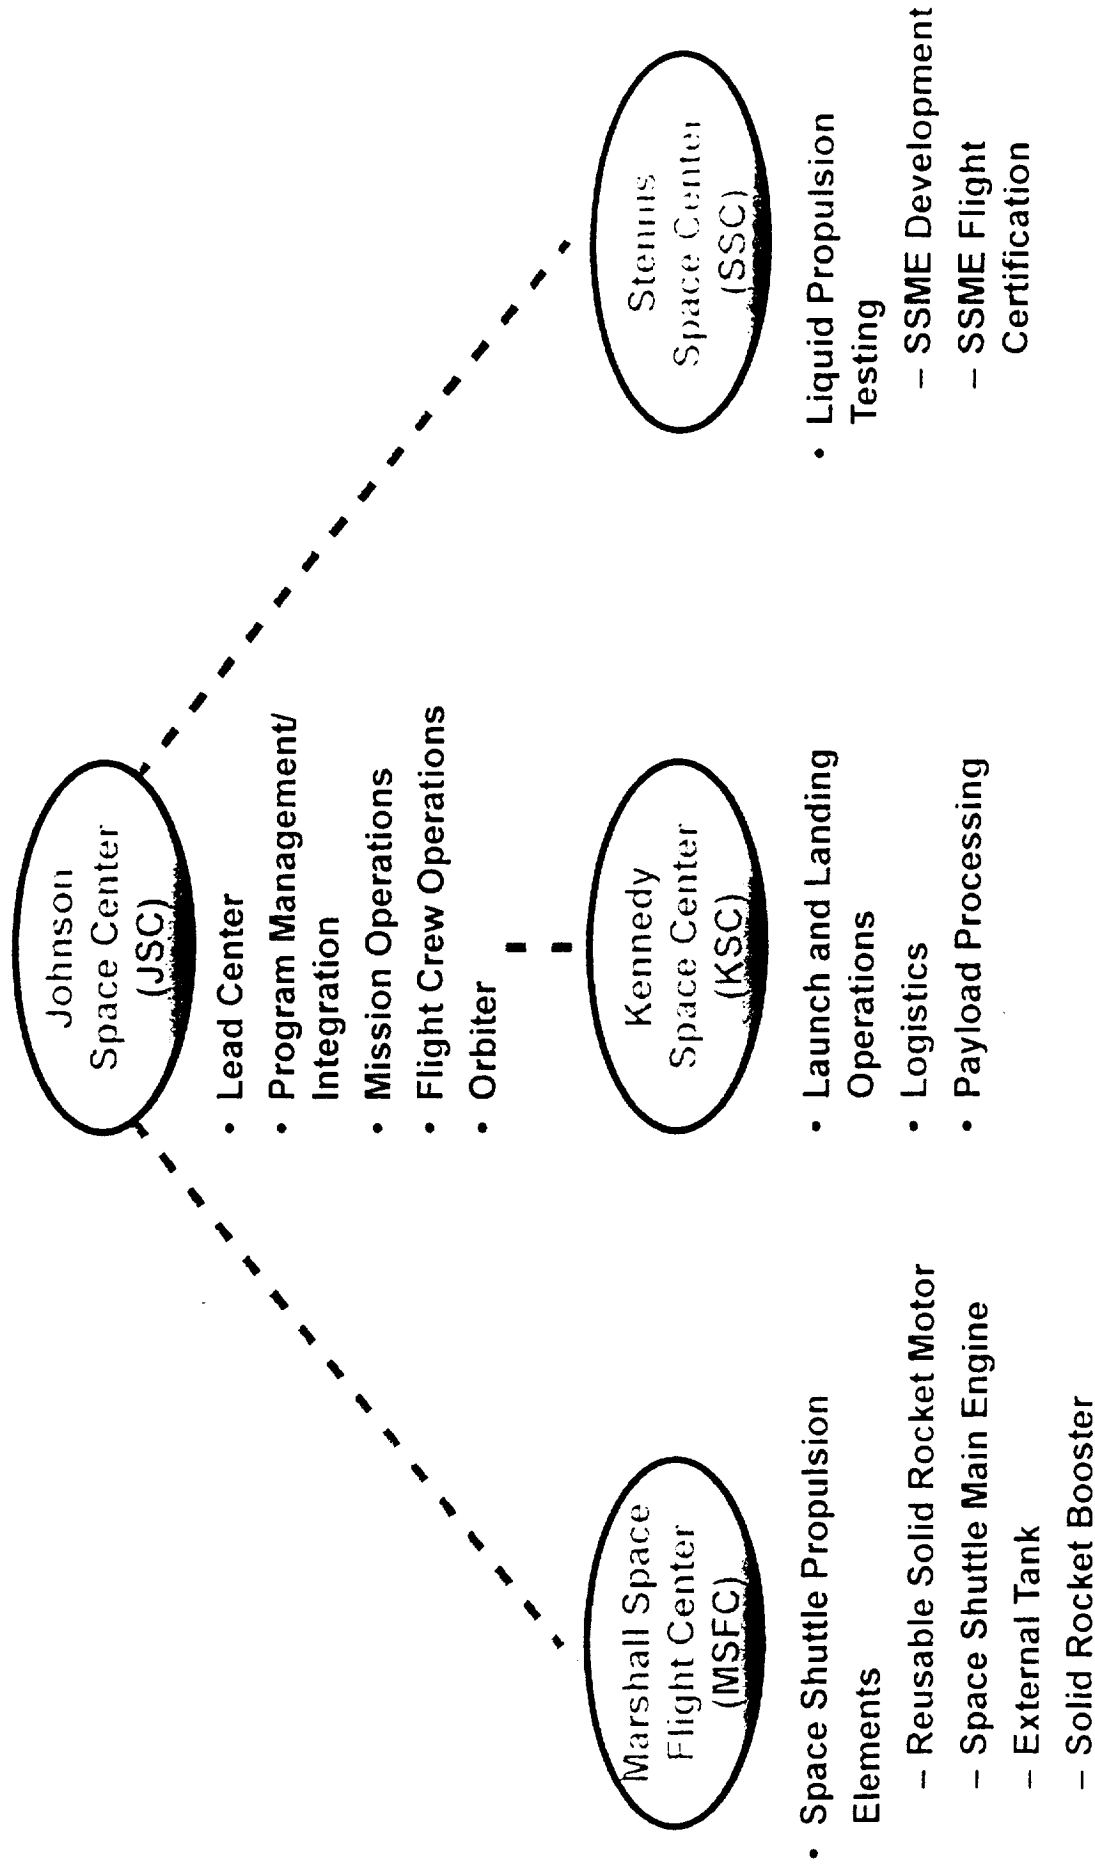 Johnson
Space Center
(JSC)
• Lead Center
• Program Management/
Integration
• Mission Operations
• Flight Crew Operations
• Orbiter
Marshall Space
Flight Center
(MSFC)
• Space Shuttle Propulsion
Elements
– Reusable Solid Rocket Motor
– Space Shuttle Main Engine
– External Tank
– Solid Rocket Booster
Kennedy
Space Center
(KSC)
• Launch and Landing
Operations
• Logistics
• Payload Processing
Stennis
Space Center
(SSC)
• Liquid Propulsion
Testing
– SSME Development
– SSME Flight
Certification